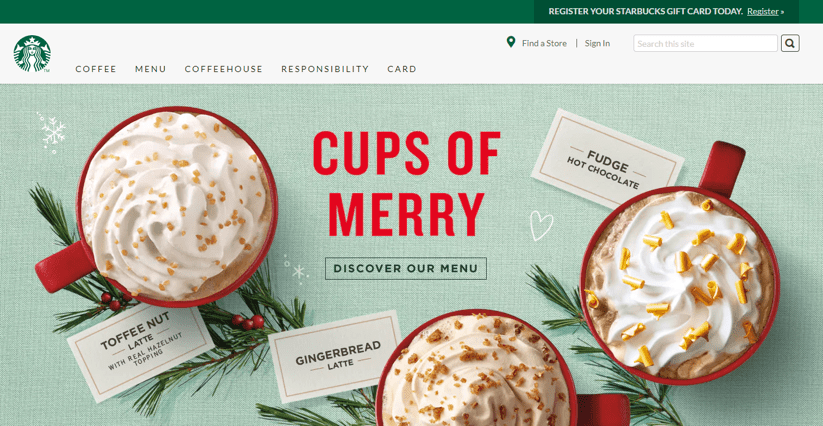 REGISTER YOUR STARBUCKS GIFT CARD TODAY. Register »
Find a Store | Sign In
Search this site
COFFEE MENU COFFEEHOUSE RESPONSIBILITY CARD
CUPS OF
MERRY
DISCOVER OUR MENU
FUDGE
HOT CHOCOLATE
TOFFEE NUT
LATTE
WITH REAL HAZELNUT
TOPPING
GINGERBREAD
LATTE